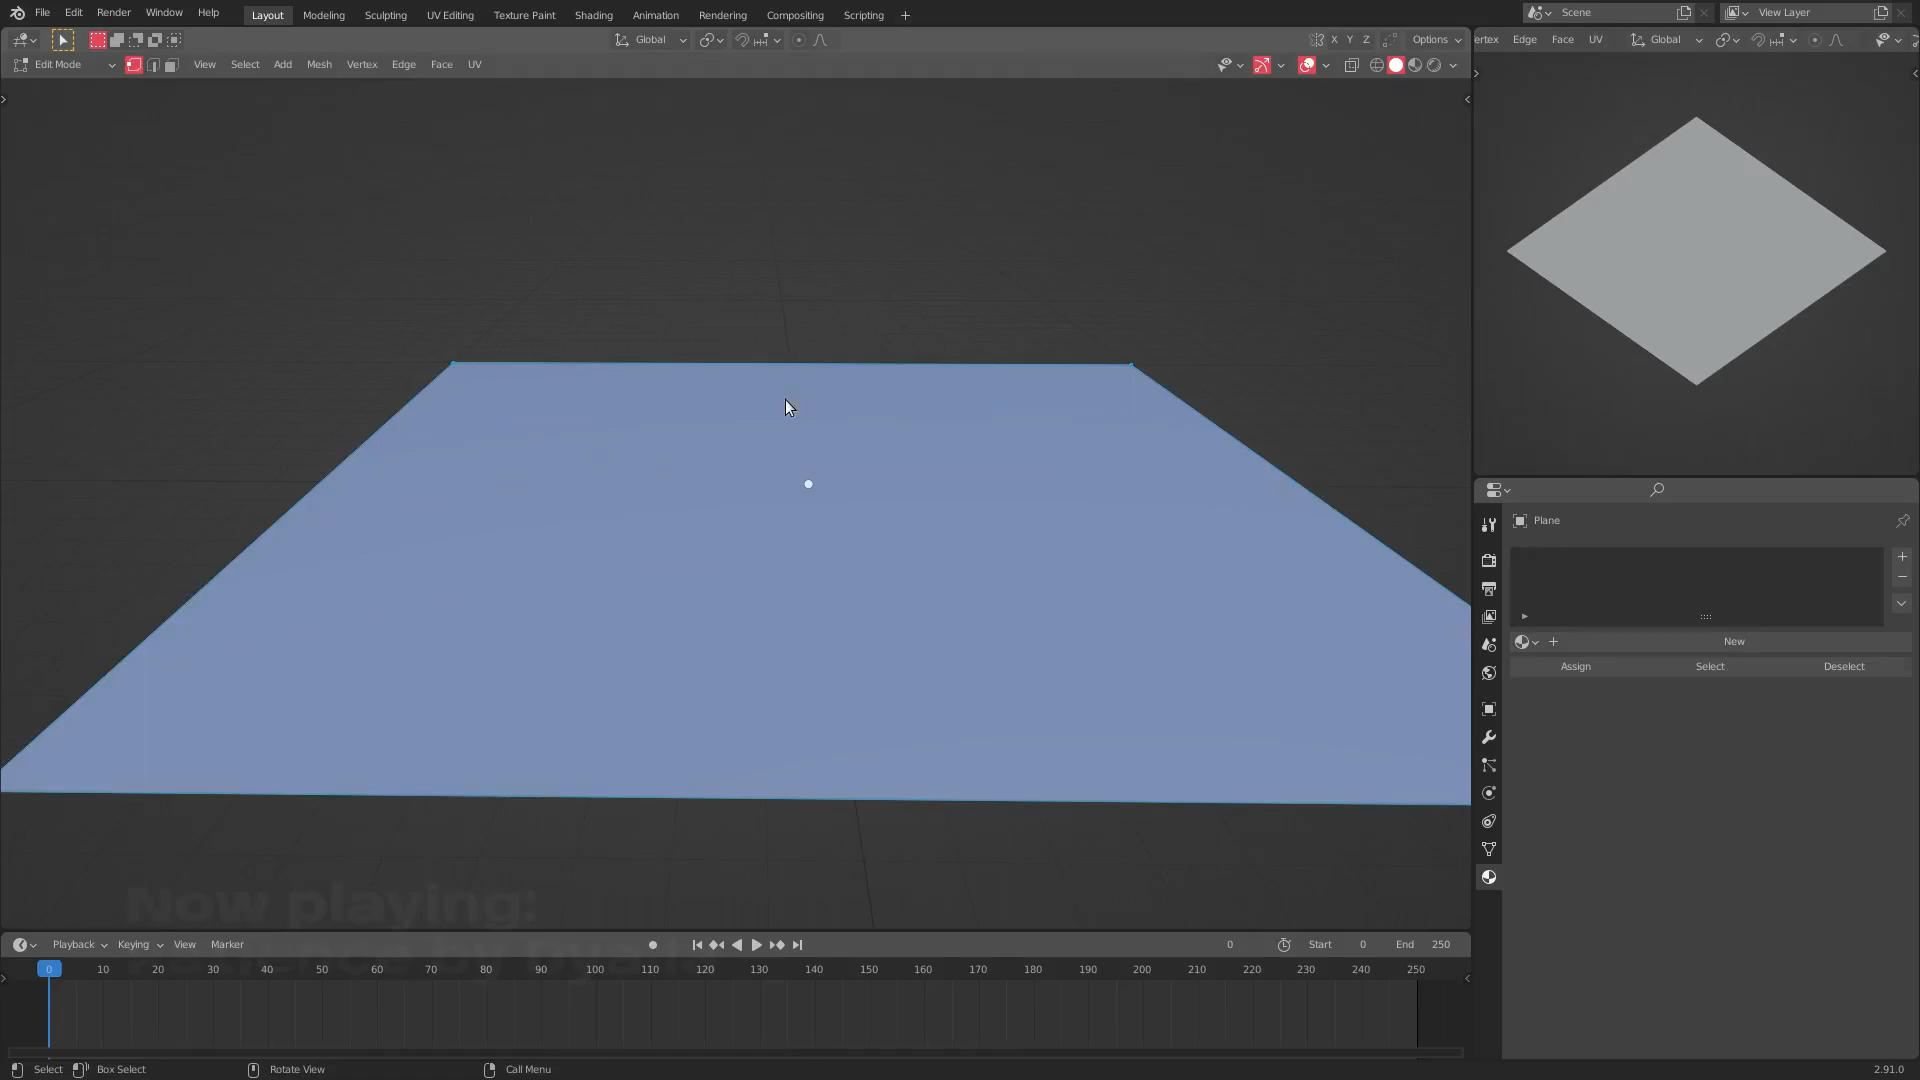 File Edit Render Window Help Layout Modeling Sculpting UV Editing Texture Paint Shading Animation Rendering Compositing Scripting + Scene View Layer
Global X Y Z Options
Edit Mode View Select Add Mesh Vertex Edge Face UV
ertex Edge Face UV Global
Plane
New
Assign Select Deselect
Now playing:
Playback Keying View Marker 0 Start 0 End 250
0 10 20 30 40 50 60 70 80 90 100 110 120 130 140 150 160 170 180 190 200 210 220 230 240 250
Select Box Select Rotate View Call Menu 2.91.0